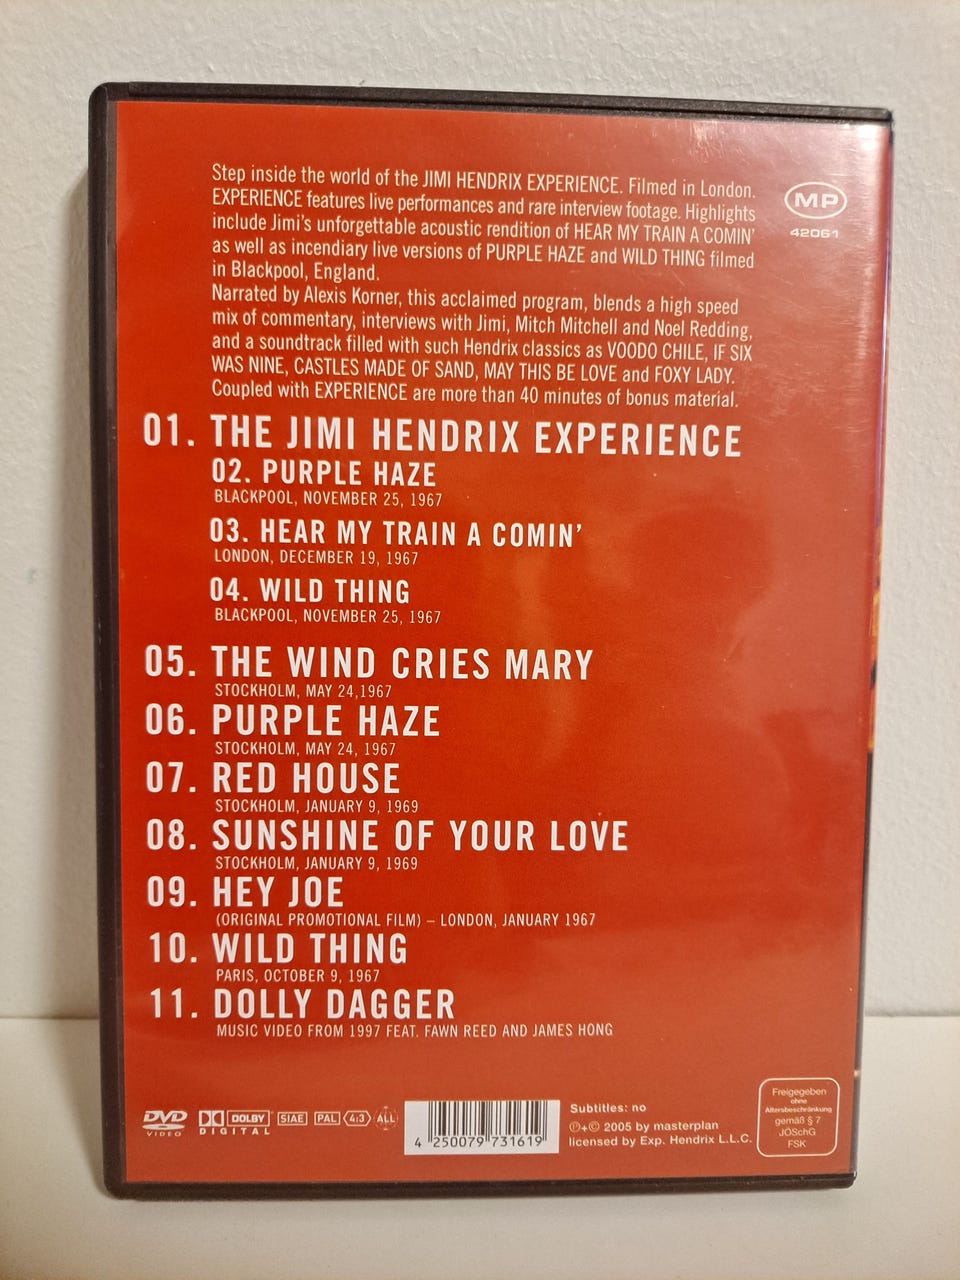 Step inside the world of the JIMI HENDRIX EXPERIENCE. Filmed in London,
EXPERIENCE features live performances and rare interview footage. Highlights
include Jimi's unforgettable acoustic rendition of HEAR MY TRAIN A COMIN'
as well as incendiary live versions of PURPLE HAZE and WILD THING filmed
in Blackpool, England.
Narrated by Alexis Korner, this acclaimed program, blends a high speed
mix of commentary, interviews with Jimi, Mitch Mitchell and Noel Redding,
and a soundtrack filled with such Hendrix classics as VOODO CHILE, IF SIX
WAS NINE, CASTLES MADE OF SAND, MAY THIS BE LOVE and FOXY LADY.
Coupled with EXPERIENCE are more than 40 minutes of bonus material.
MP
42061
01. THE JIMI HENDRIX EXPERIENCE
02. PURPLE HAZE
BLACKPOOL, NOVEMBER 25, 1967
03. HEAR MY TRAIN A COMIN'
LONDON, DECEMBER 19, 1967
04. WILD THING
BLACKPOOL, NOVEMBER 25, 1967
05. THE WIND CRIES MARY
STOCKHOLM, MAY 24,1967
06. PURPLE HAZE
STOCKHOLM, MAY 24, 1967
07. RED HOUSE
STOCKHOLM, JANUARY 9, 1969
08. SUNSHINE OF YOUR LOVE
STOCKHOLM, JANUARY 9, 1969
09. HEY JOE
(ORIGINAL PROMOTIONAL FILM) – LONDON, JANUARY 1967
10. WILD THING
PARIS, OCTOBER 9, 1967
11. DOLLY DAGGER
MUSIC VIDEO FROM 1997 FEAT. FAWN REED AND JAMES HONG
DVD VIDEO
DOLBY DIGITAL
SIAE
PAL
4:3
ALL
4 250079 731619
Subtitles: no
℗+© 2005 by masterplan
licensed by Exp. Hendrix L.L.C.
Freigegeben
ohne
Altersbeschränkung
gemäß § 7
JÖSchG
FSK